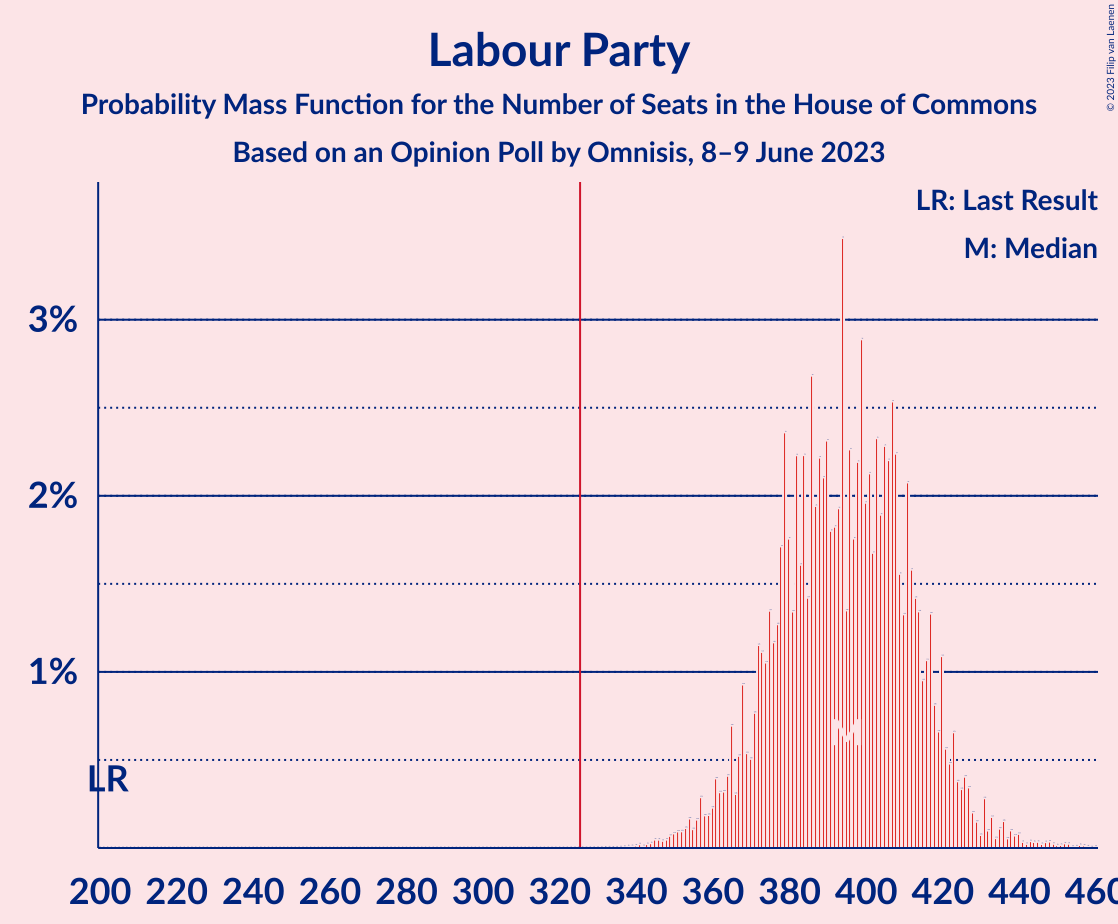 Labour Party
Probability Mass Function for the Number of Seats in the House of Commons
Based on an Opinion Poll by Omnisis, 8–9 June 2023
© 2023 Filip van Laenen
LR: Last Result
M: Median
3%
2%
1%
LR
M
200 220 240 260 280 300 320 340 360 380 400 420 440 460